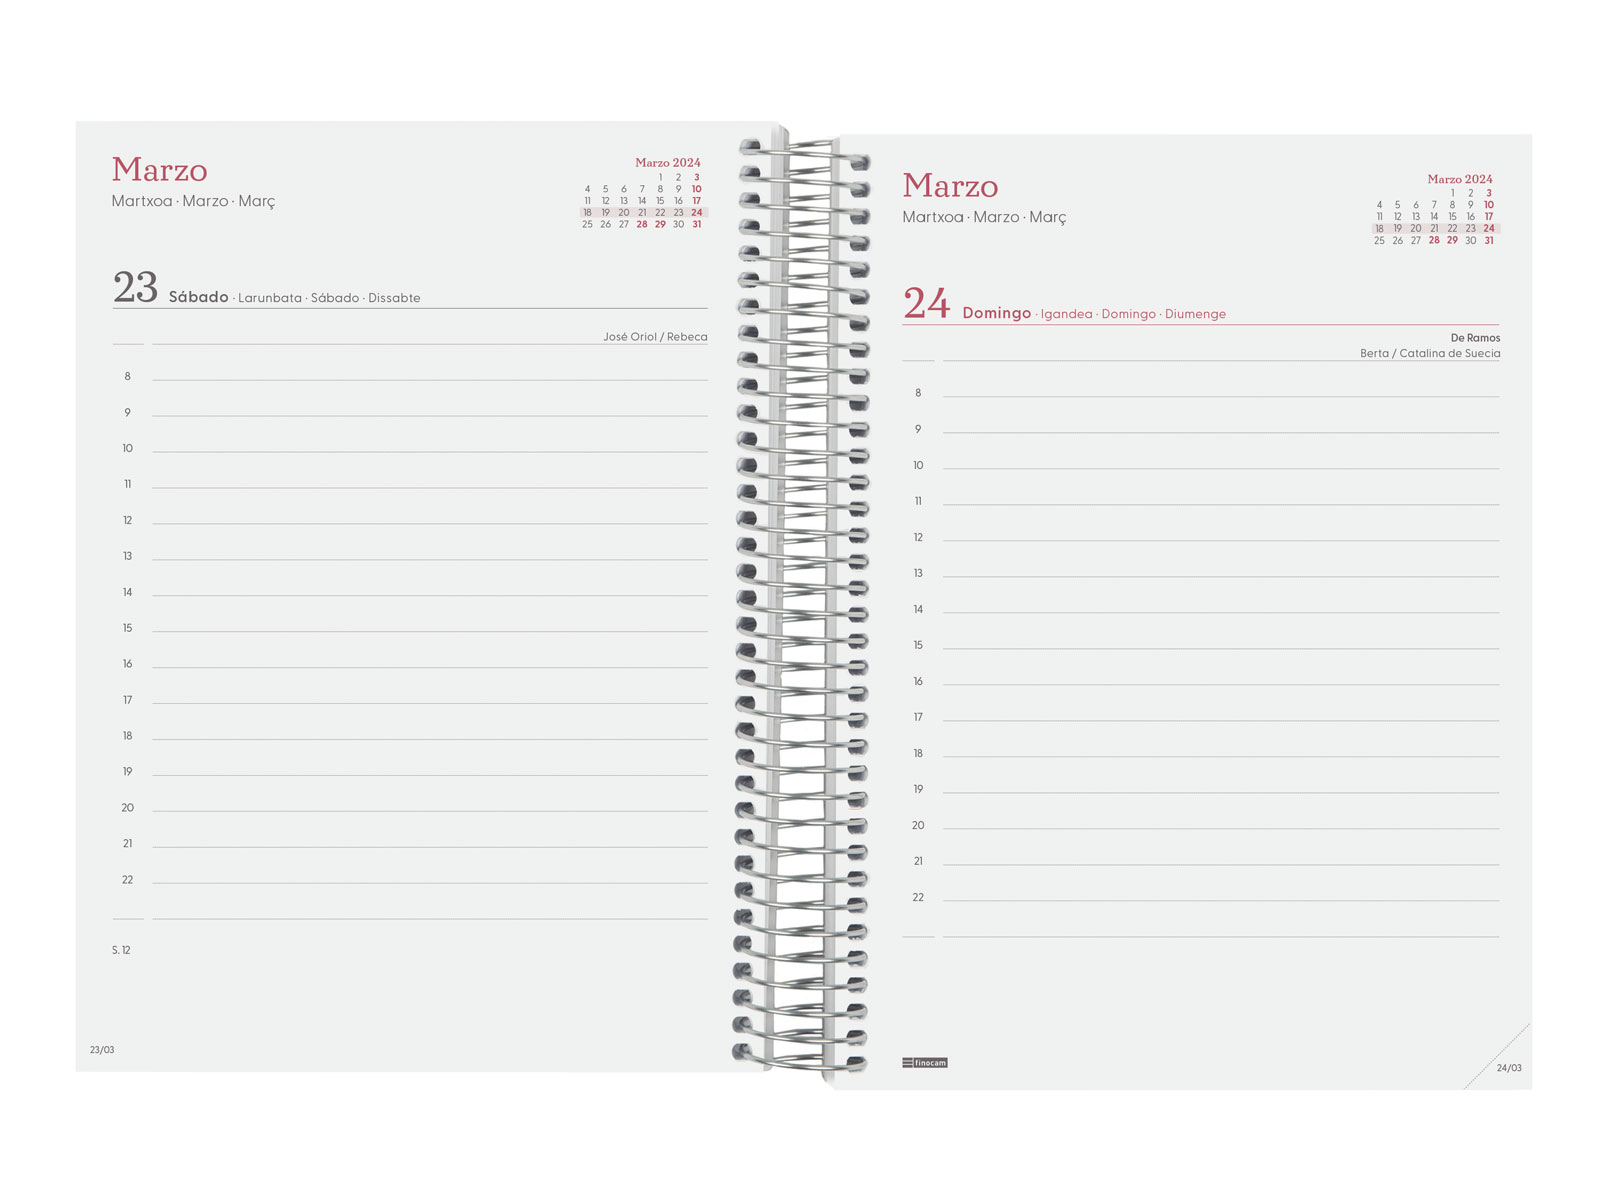 Marzo
Martxoa · Marzo · Març
Marzo 2024
1 2 3
4 5 6 7 8 9 10
11 12 13 14 15 16 17
18 19 20 21 22 23 24
25 26 27 28 29 30 31
23 Sábado · Larunbata · Sábado · Dissabte
José Oriol / Rebeca
8
9
10
11
12
13
14
15
16
17
18
19
20
21
22
S. 12
23/03
Marzo
Martxoa · Marzo · Març
Marzo 2024
1 2 3
4 5 6 7 8 9 10
11 12 13 14 15 16 17
18 19 20 21 22 23 24
25 26 27 28 29 30 31
24 Domingo · Igandea · Domingo · Diumenge
De Ramos
Berta / Catalina de Suecia
8
9
10
11
12
13
14
15
16
17
18
19
20
21
22
finocam
24/03